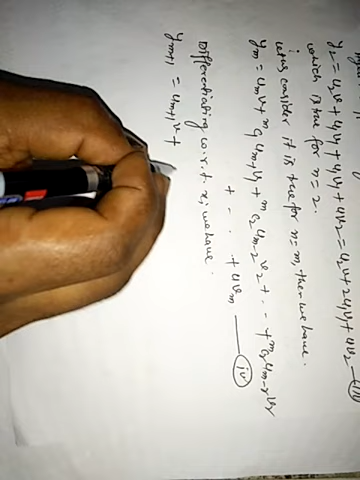 y₂ = u₂v + u₁v₁ + u₁v₁ + uv₂ = u₂v + 2u₁v₁ + uv₂ —
which is true for n = 2.
Let us consider it is true for n = m, then we have.
yₘ = uₘv + ᵐc₁ uₘ₋₁v₁ + ᵐc₂ uₘ₋₂v₂ + - - + ᵐcᵣ uₘ₋ᵣvᵣ
+ - - . + uvₘ — (iv)
Differentiating w.r.t. x, we have.
yₘ₊₁ = uₘ₊₁v +